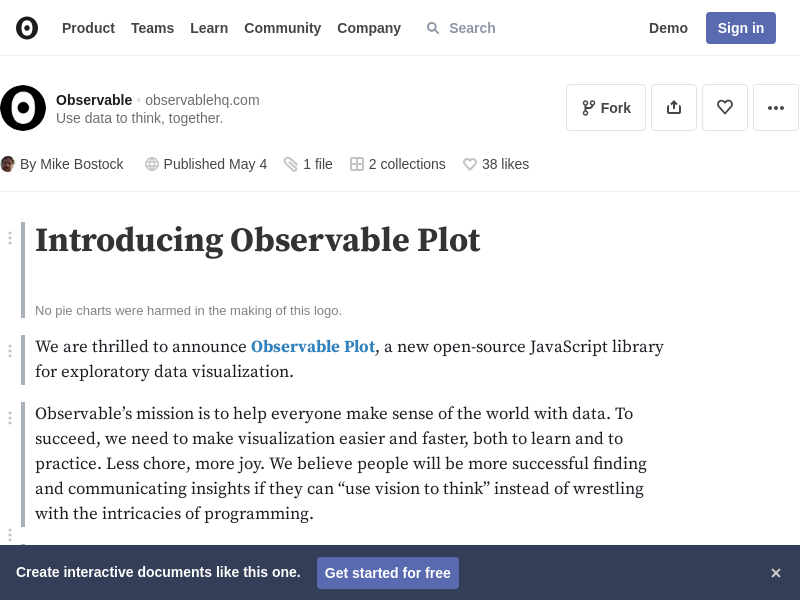 Product Teams Learn Community Company Search Demo Sign in
Observable • observablehq.com
Use data to think, together.
Fork
By Mike Bostock Published May 4 1 file 2 collections 38 likes
Introducing Observable Plot
No pie charts were harmed in the making of this logo.
We are thrilled to announce Observable Plot, a new open-source JavaScript library
for exploratory data visualization.
Observable’s mission is to help everyone make sense of the world with data. To
succeed, we need to make visualization easier and faster, both to learn and to
practice. Less chore, more joy. We believe people will be more successful finding
and communicating insights if they can “use vision to think” instead of wrestling
with the intricacies of programming.
Create interactive documents like this one. Get started for free